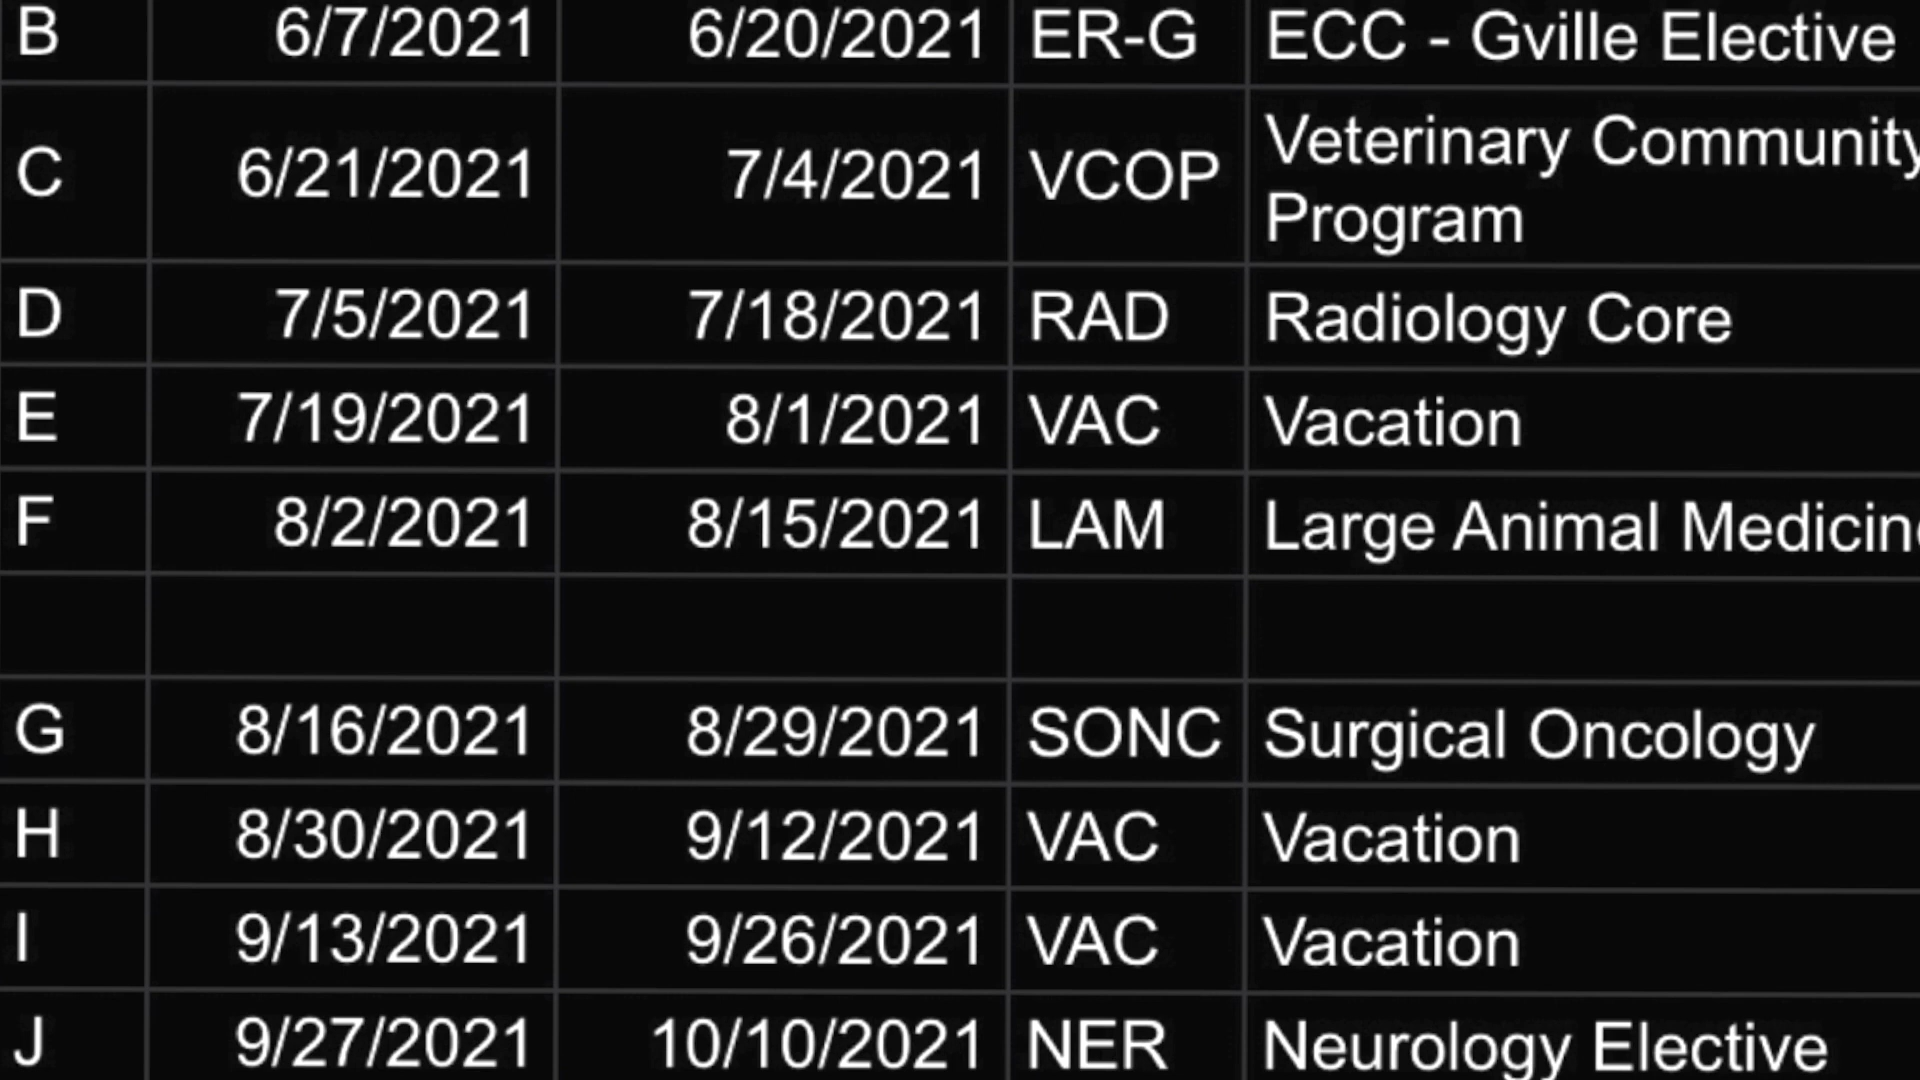 B 6/7/2021 6/20/2021 ER-G ECC - Gville Elective
C 6/21/2021 7/4/2021 VCOP Veterinary Community
Program
D 7/5/2021 7/18/2021 RAD Radiology Core
E 7/19/2021 8/1/2021 VAC Vacation
F 8/2/2021 8/15/2021 LAM Large Animal Medicine
G 8/16/2021 8/29/2021 SONC Surgical Oncology
H 8/30/2021 9/12/2021 VAC Vacation
I 9/13/2021 9/26/2021 VAC Vacation
J 9/27/2021 10/10/2021 NER Neurology Elective